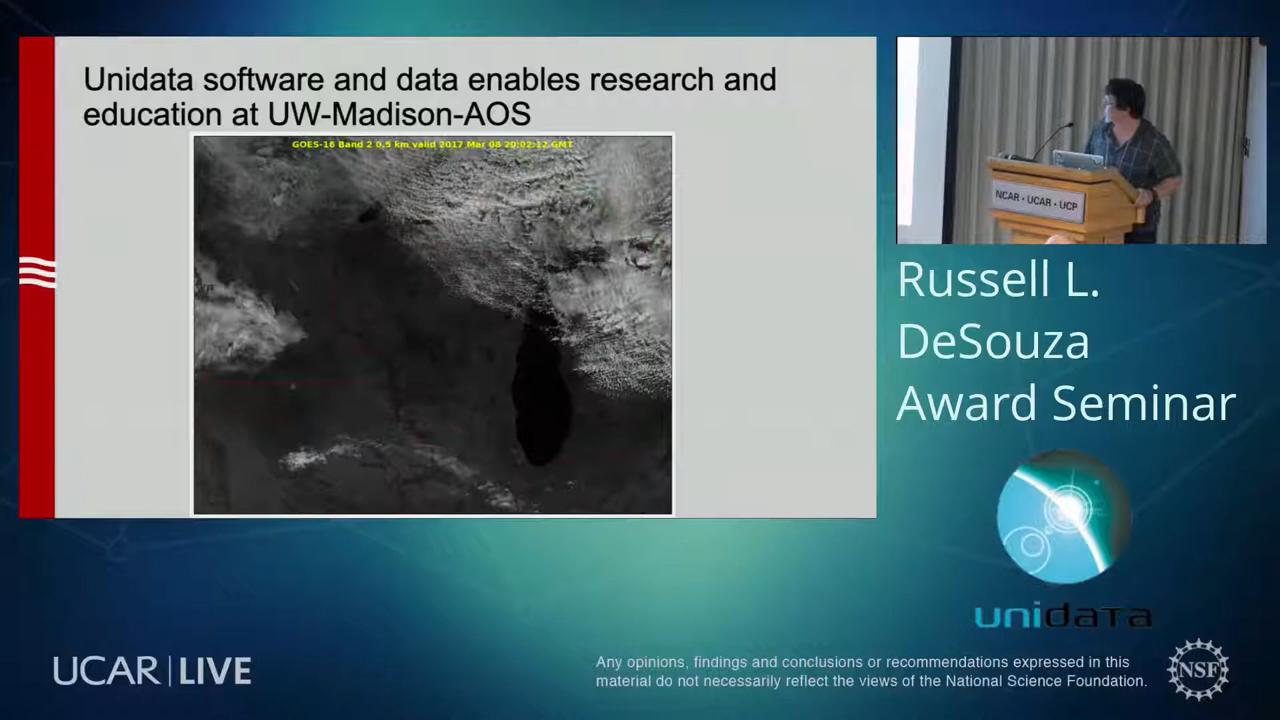 Unidata software and data enables research and
education at UW-Madison-AOS
GOES-16 Band 2 0.5 km valid 2017 Mar 08 20:02:12 GMT
NCAR • UCAR • UCP
Russell L.
DeSouza
Award Seminar
unidata
UCAR | LIVE
Any opinions, findings and conclusions or recommendations expressed in this
material do not necessarily reflect the views of the National Science Foundation.
NSF